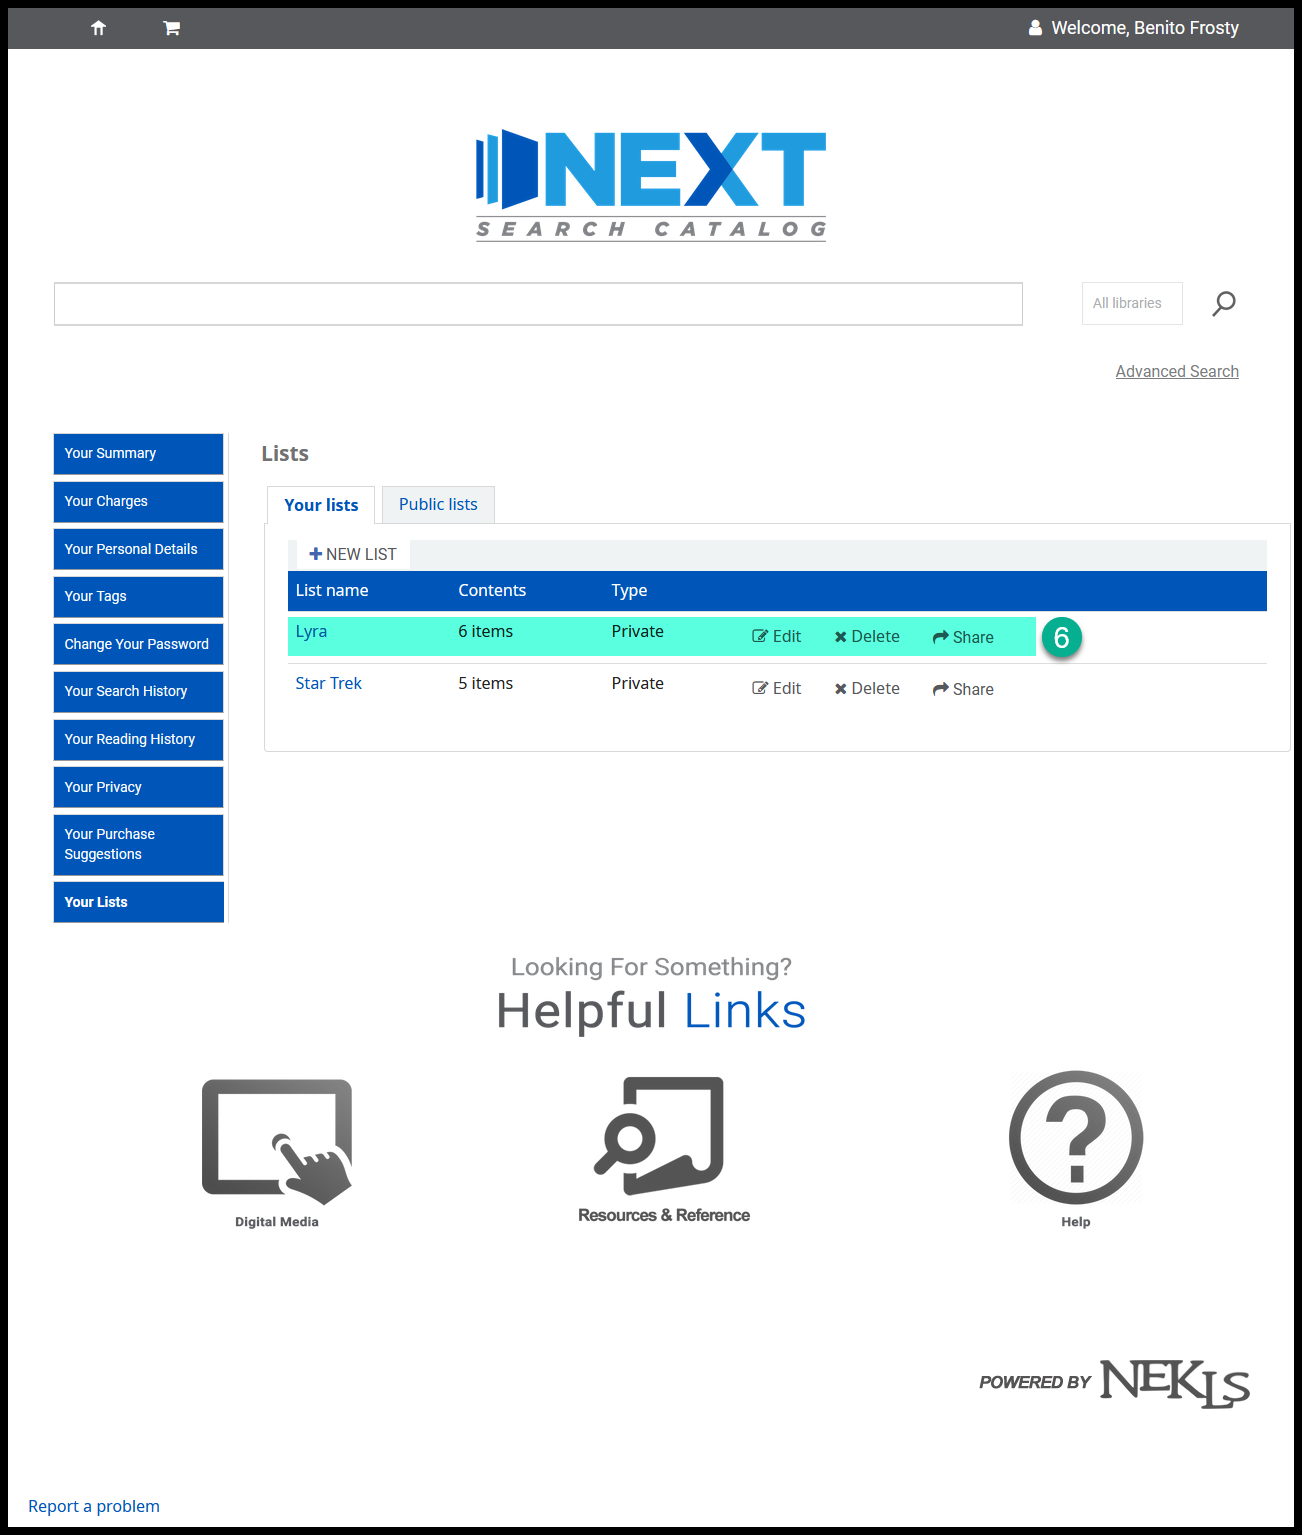 Welcome, Benito Frosty
NEXT
SEARCH CATALOG
All libraries
Advanced Search
Your Summary
Your Charges
Your Personal Details
Your Tags
Change Your Password
Your Search History
Your Reading History
Your Privacy
Your Purchase
Suggestions
Your Lists
Lists
Your lists Public lists
NEW LIST
List name Contents Type
Lyra 6 items Private Edit Delete Share 6
Star Trek 5 items Private Edit Delete Share
Looking For Something?
Helpful Links
Digital Media
Resources & Reference
?
Help
POWERED BY NEKLS
Report a problem